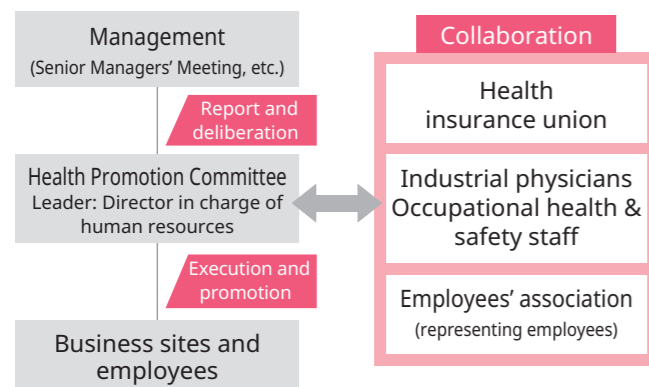 Management
(Senior Managers’ Meeting, etc.)
Report and
deliberation
Health Promotion Committee
Leader: Director in charge of
human resources
Execution and
promotion
Business sites and
employees
Collaboration
Health
insurance union
Industrial physicians
Occupational health &
safety staff
Employees’ association
(representing employees)